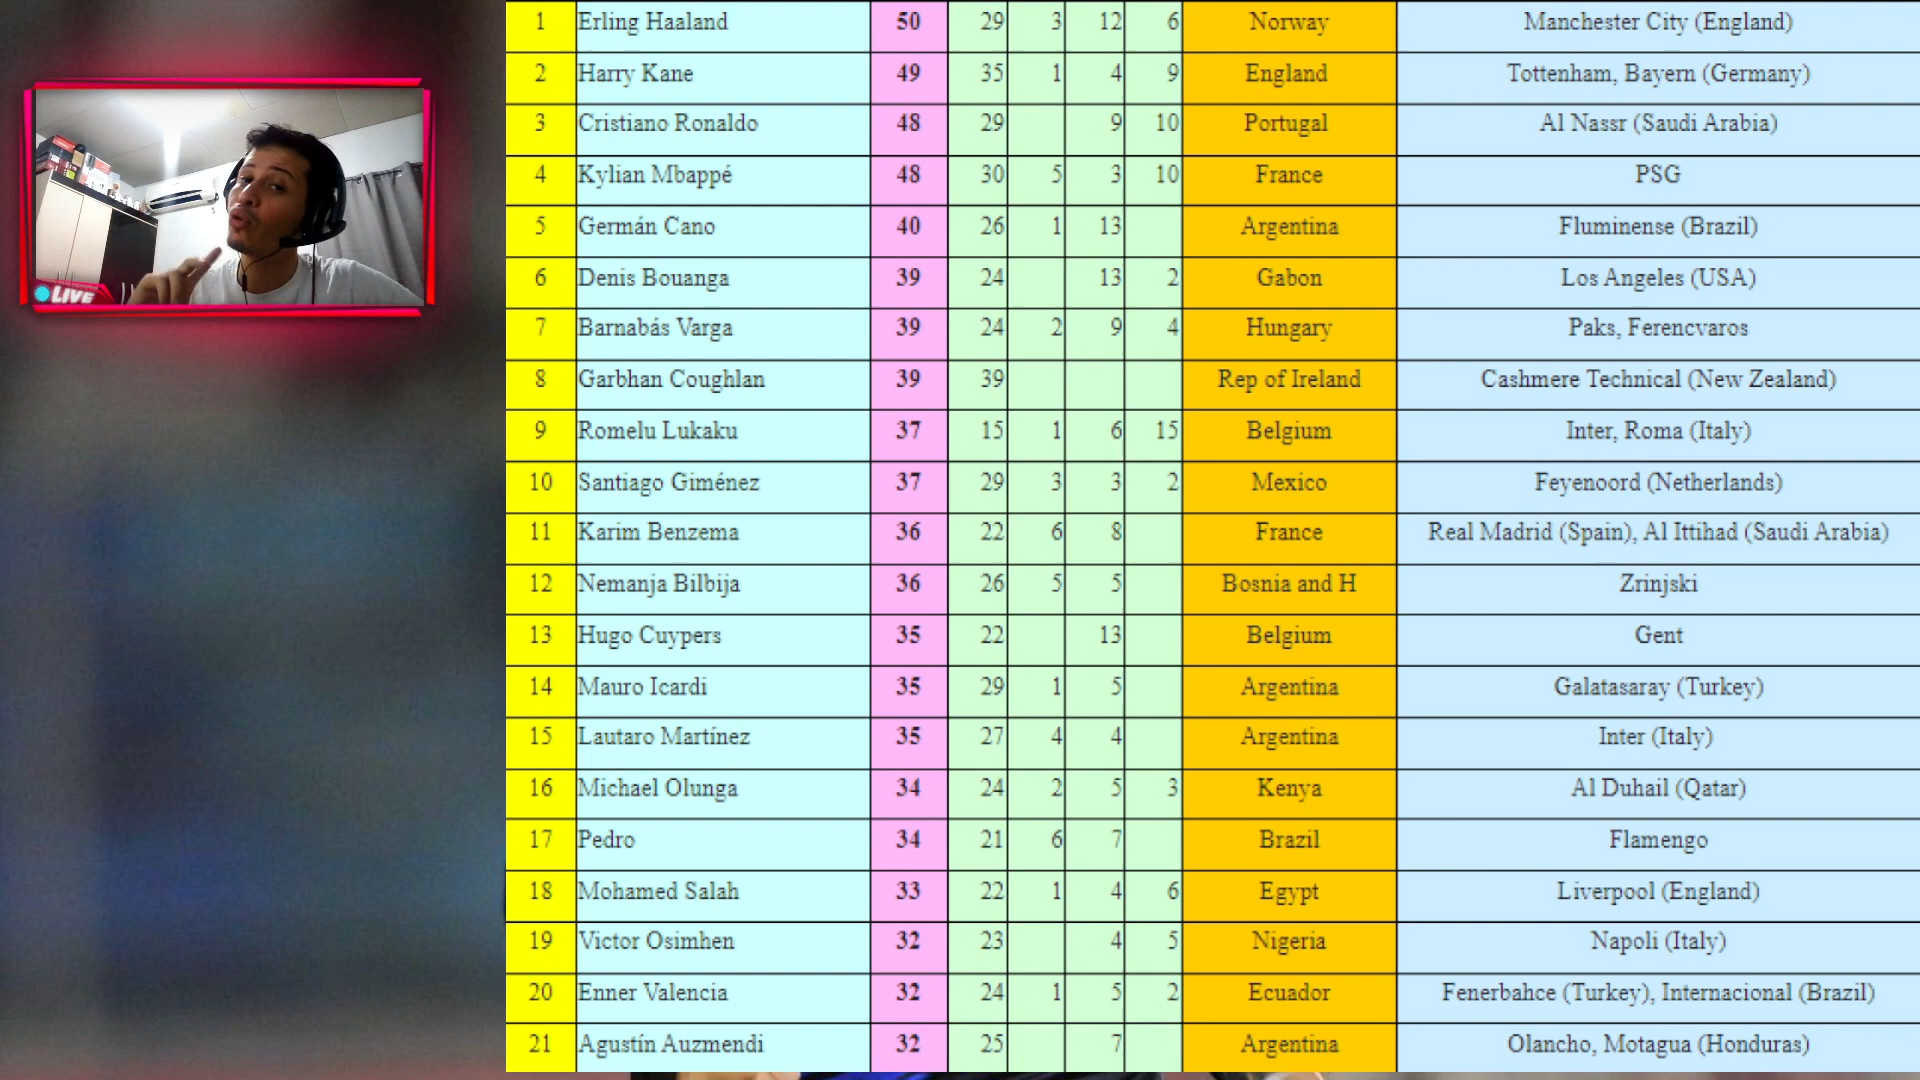 1 Erling Haaland 50 29 3 12 6 Norway Manchester City (England)
2 Harry Kane 49 35 1 4 9 England Tottenham, Bayern (Germany)
3 Cristiano Ronaldo 48 29 9 10 Portugal Al Nassr (Saudi Arabia)
4 Kylian Mbappé 48 30 5 3 10 France PSG
5 Germán Cano 40 26 1 13 Argentina Fluminense (Brazil)
6 Denis Bouanga 39 24 13 2 Gabon Los Angeles (USA)
7 Barnabás Varga 39 24 2 9 4 Hungary Paks, Ferencvaros
8 Garbhan Coughlan 39 39 Rep of Ireland Cashmere Technical (New Zealand)
9 Romelu Lukaku 37 15 1 6 15 Belgium Inter, Roma (Italy)
10 Santiago Giménez 37 29 3 3 2 Mexico Feyenoord (Netherlands)
11 Karim Benzema 36 22 6 8 France Real Madrid (Spain), Al Ittihad (Saudi Arabia)
12 Nemanja Bilbija 36 26 5 5 Bosnia and H Zrinjski
13 Hugo Cuypers 35 22 13 Belgium Gent
14 Mauro Icardi 35 29 1 5 Argentina Galatasaray (Turkey)
15 Lautaro Martínez 35 27 4 4 Argentina Inter (Italy)
16 Michael Olunga 34 24 2 5 3 Kenya Al Duhail (Qatar)
17 Pedro 34 21 6 7 Brazil Flamengo
18 Mohamed Salah 33 22 1 4 6 Egypt Liverpool (England)
19 Victor Osimhen 32 23 4 5 Nigeria Napoli (Italy)
20 Enner Valencia 32 24 1 5 2 Ecuador Fenerbahce (Turkey), Internacional (Brazil)
21 Agustín Auzmendi 32 25 7 Argentina Olancho, Motagua (Honduras)
LIVE